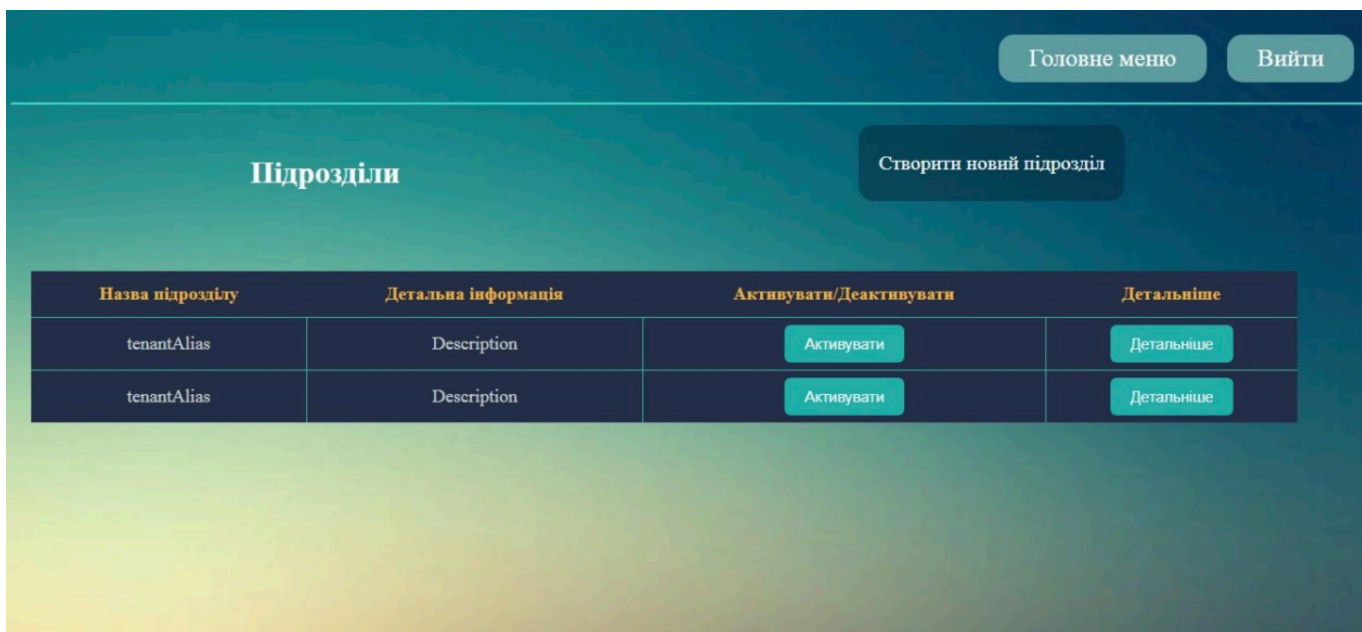 Головне меню Вийти
Підрозділи
Створити новий підрозділ
Назва підрозділу Детальна інформація Активувати/Деактивувати Детальніше
tenantAlias Description Активувати Детальніше
tenantAlias Description Активувати Детальніше